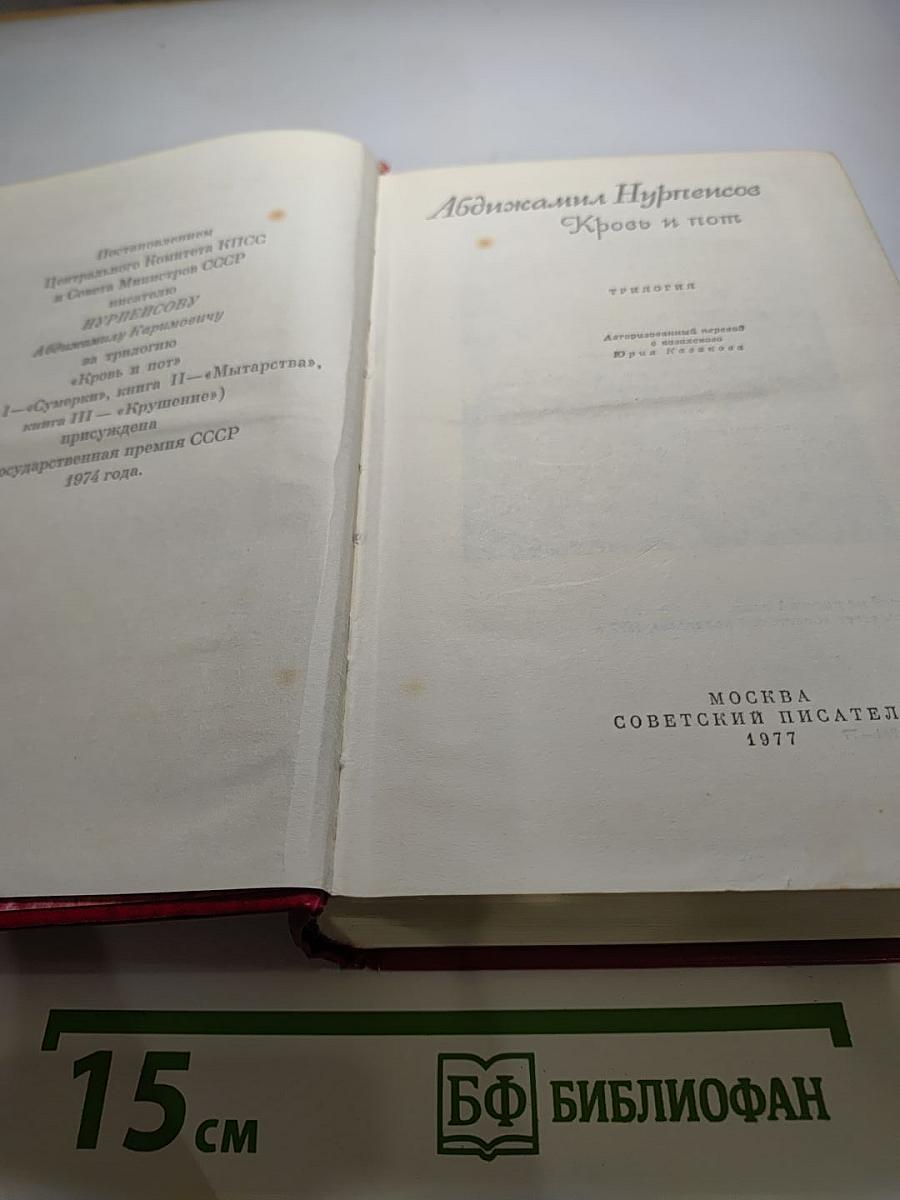 Постановлением
Центрального Комитета КПСС
и Совета Министров СССР
писателю
НУРПЕИСОВУ
Абдижамилу Каримовичу
за трилогию
«Кровь и пот»
I—«Сумерки», книга II—«Мытарства»,
книга III — «Крушение»)
присуждена
осударственная премия СССР
1974 года.
Абдижамил Нурпеисов
Кровь и пот
ТРИЛОГИЯ
Авторизованный перевод
с казахского
Юрия Казакова
МОСКВА
СОВЕТСКИЙ ПИСАТЕЛ
1977
15 см
БФ БИБЛИОФАН